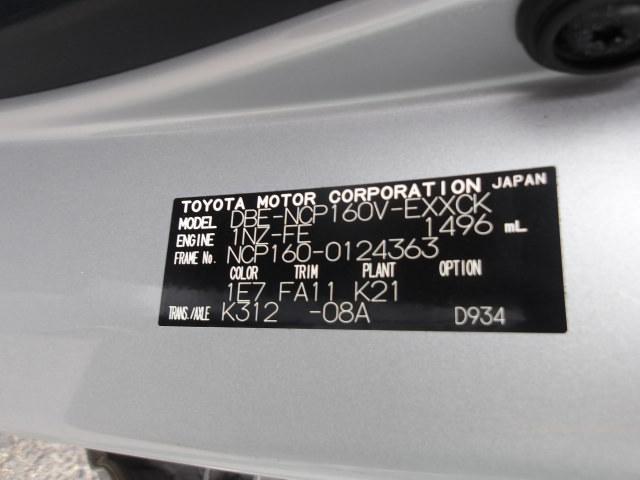 TOYOTA MOTOR CORPORATION JAPAN
MODEL DBE-NCP160V-EXXCK
ENGINE 1NZ-FE 1496 mL
FRAME No. NCP160-0124363
COLOR TRIM PLANT OPTION
1E7 FA11 K21
TRANS./AXLE K312 -08A D934